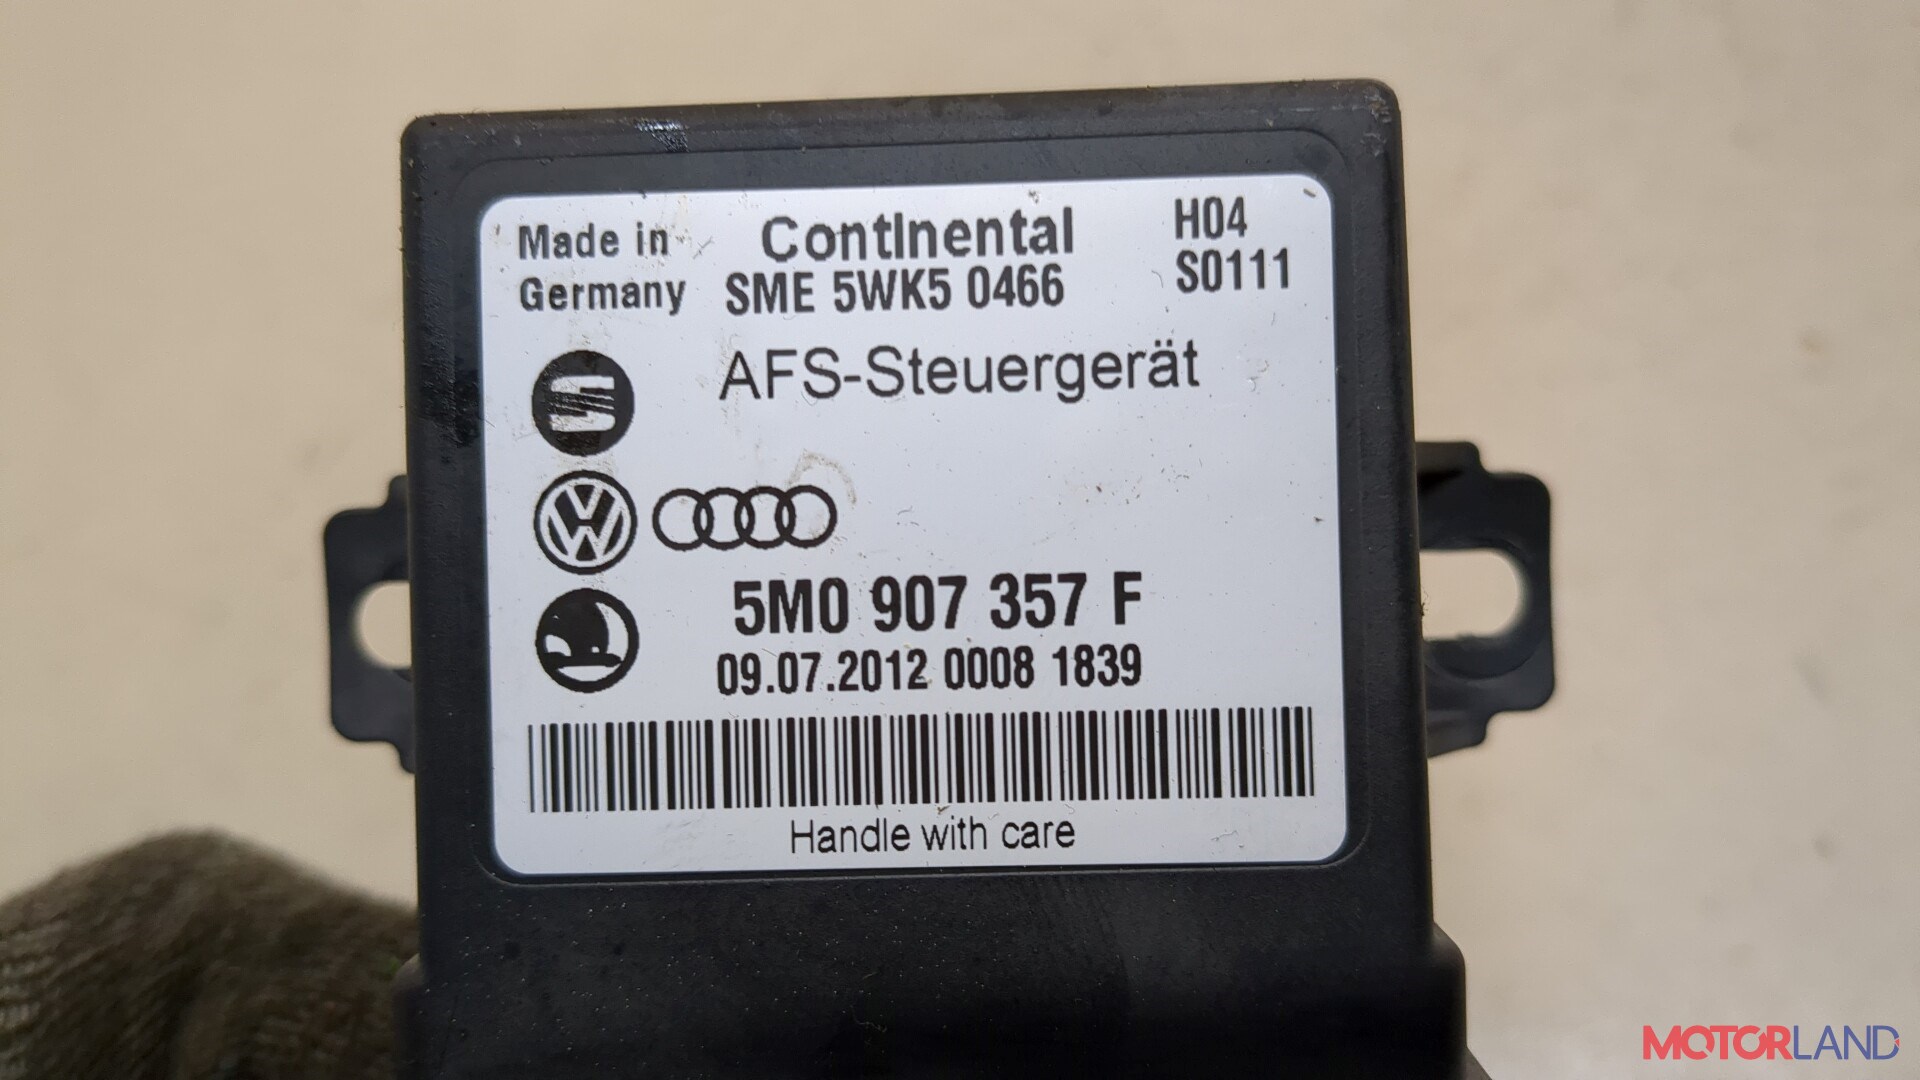 Made in Continental H04
Germany SME 5WK5 0466 S0111
AFS-Steuergerät
5M0 907 357 F
09.07.2012 0008 1839
Handle with care
MOTORLAND